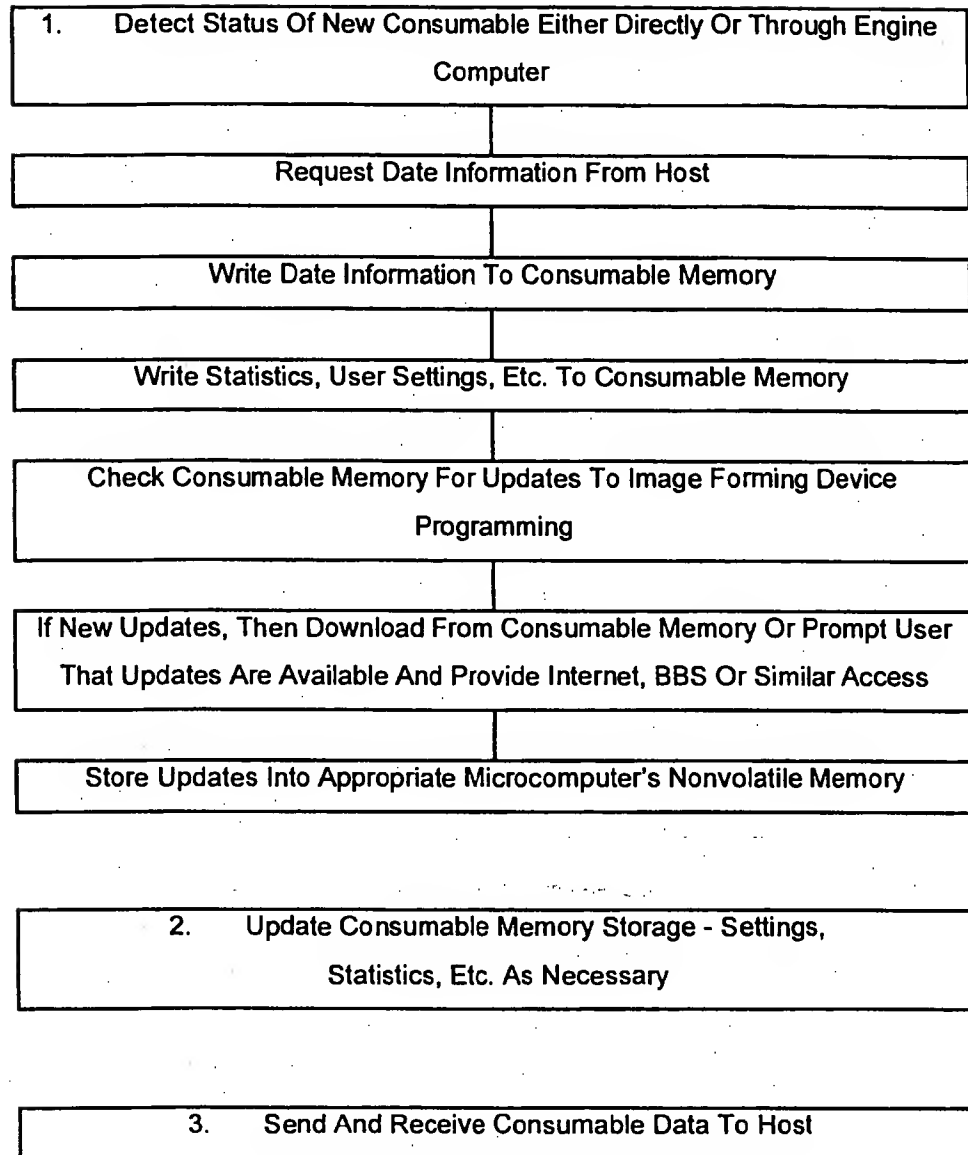 1. Detect Status Of New Consumable Either Directly Or Through Engine
Computer
Request Date Information From Host
Write Date Information To Consumable Memory
Write Statistics, User Settings, Etc. To Consumable Memory
Check Consumable Memory For Updates To Image Forming Device
Programming
If New Updates, Then Download From Consumable Memory Or Prompt User
That Updates Are Available And Provide Internet, BBS Or Similar Access
Store Updates Into Appropriate Microcomputer's Nonvolatile Memory
2. Update Consumable Memory Storage - Settings,
Statistics, Etc. As Necessary
3. Send And Receive Consumable Data To Host